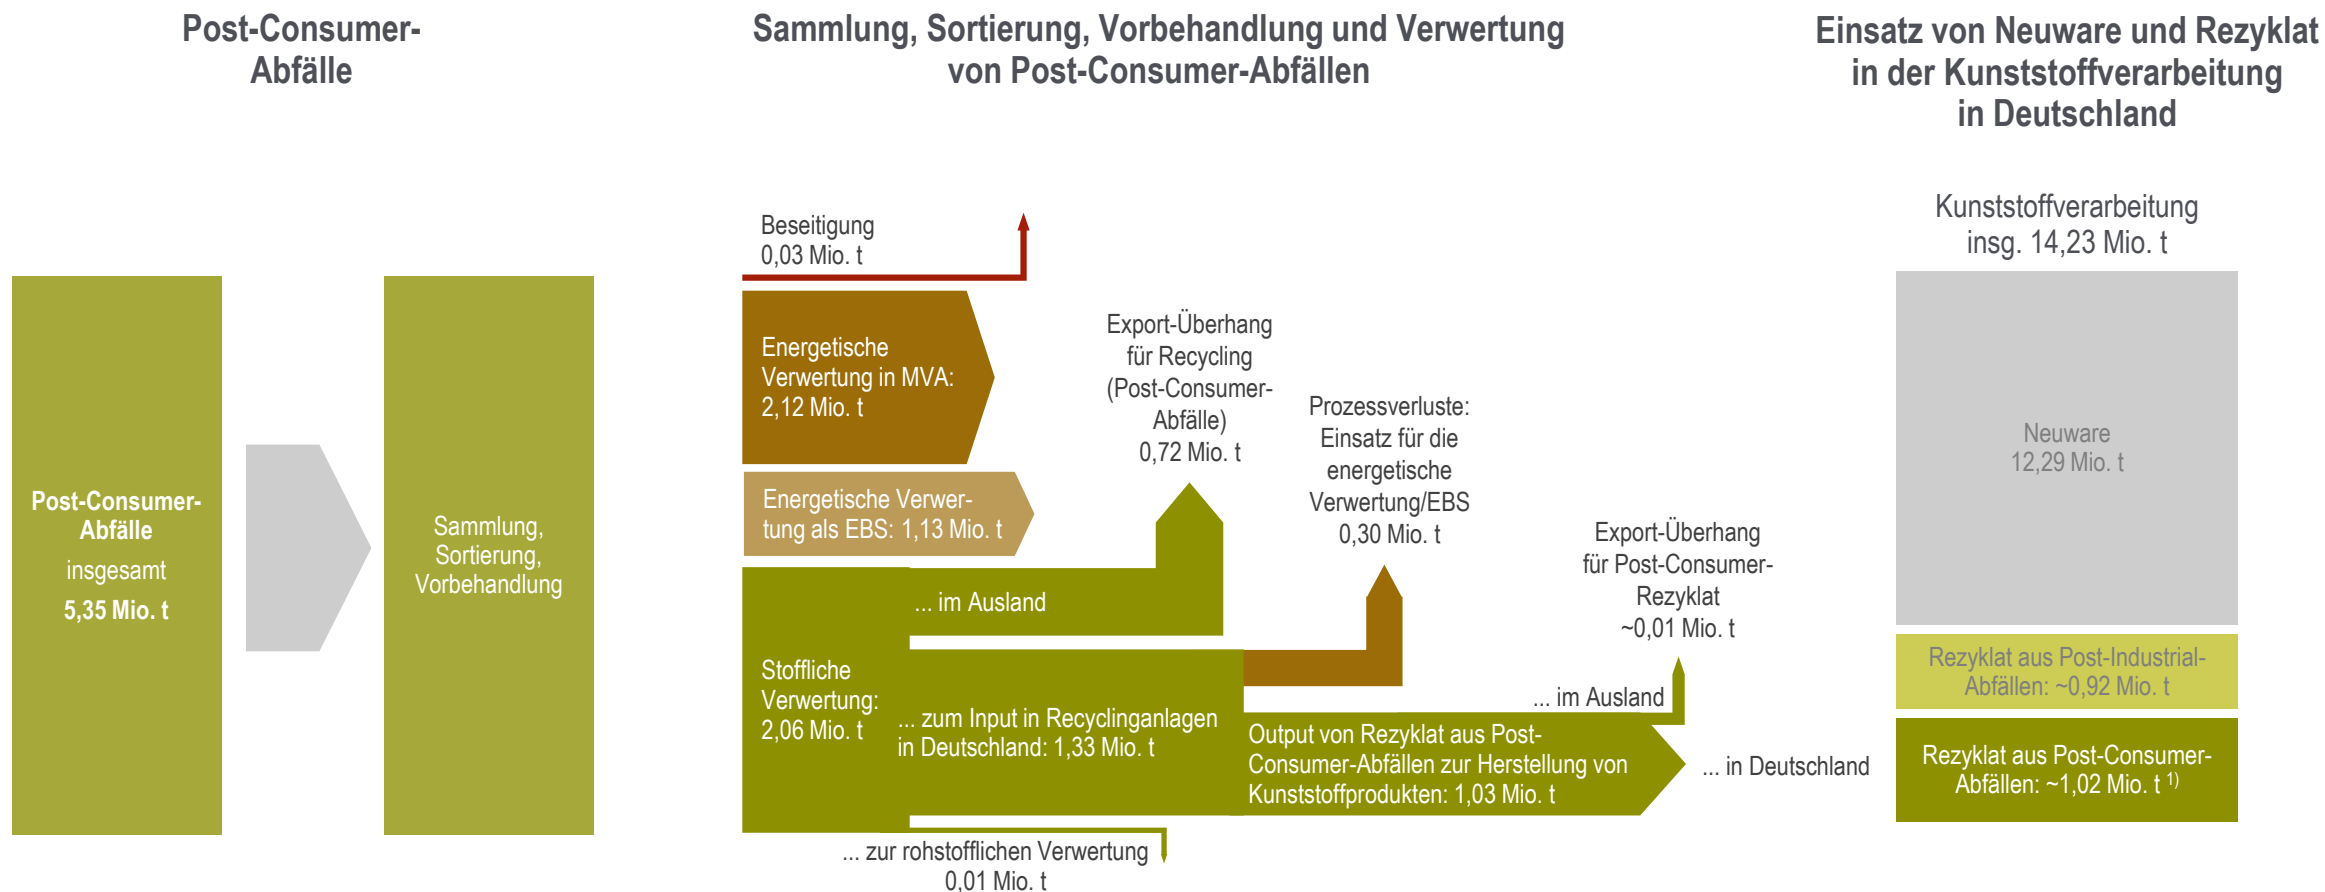 Post-Consumer-
Abfälle
Sammlung, Sortierung, Vorbehandlung und Verwertung
von Post-Consumer-Abfällen
Einsatz von Neuware und Rezyklat
in der Kunststoffverarbeitung
in Deutschland
Post-Consumer-
Abfälle
insgesamt
5,35 Mio. t
Sammlung,
Sortierung,
Vorbehandlung
Beseitigung
0,03 Mio. t
Energetische
Verwertung in MVA:
2,12 Mio. t
Energetische Verwer-
tung als EBS: 1,13 Mio. t
Stoffliche
Verwertung:
2,06 Mio. t
... im Ausland
Export-Überhang
für Recycling
(Post-Consumer-
Abfälle)
0,72 Mio. t
... zum Input in Recyclinganlagen
in Deutschland: 1,33 Mio. t
... zur rohstofflichen Verwertung
0,01 Mio. t
Prozessverluste:
Einsatz für die
energetische
Verwertung/EBS
0,30 Mio. t
Output von Rezyklat aus Post-
Consumer-Abfällen zur Herstellung von
Kunststoffprodukten: 1,03 Mio. t
... im Ausland
Export-Überhang
für Post-Consumer-
Rezyklat
~0,01 Mio. t
... in Deutschland
Kunststoffverarbeitung
insg. 14,23 Mio. t
Neuware
12,29 Mio. t
Rezyklat aus Post-Industrial-
Abfällen: ~0,92 Mio. t
Rezyklat aus Post-Consumer-
Abfällen: ~1,02 Mio. t 1)